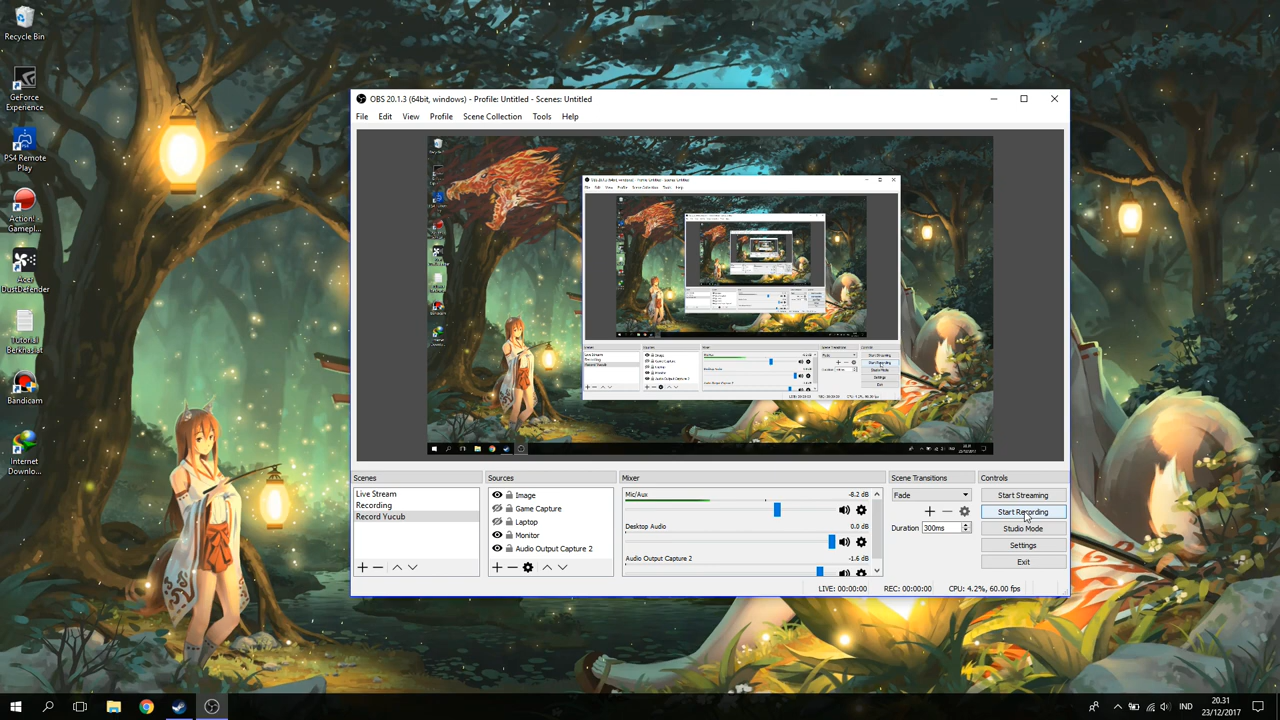 Recycle Bin
GeForce
Experience
PS4 Remote
Play
Action!
Gamepl...
Acer
DustDefender
Tutorial
Berkhasiat
Bandicam
Internet
Downlo...
OBS 20.1.3 (64bit, windows) - Profile: Untitled - Scenes: Untitled
File Edit View Profile Scene Collection Tools Help
Scenes
Live Stream
Recording
Record Yucub
Sources
Image
Game Capture
Laptop
Monitor
Audio Output Capture 2
Mixer
Mic/Aux -8.2 dB
Desktop Audio 0.0 dB
Audio Output Capture 2 -1.6 dB
Scene Transitions
Fade
Duration 300ms
Controls
Start Streaming
Start Recording
Studio Mode
Settings
Exit
LIVE: 00:00:00 REC: 00:00:00 CPU: 4.2%, 60.00 fps
IND
20.31
23/12/2017